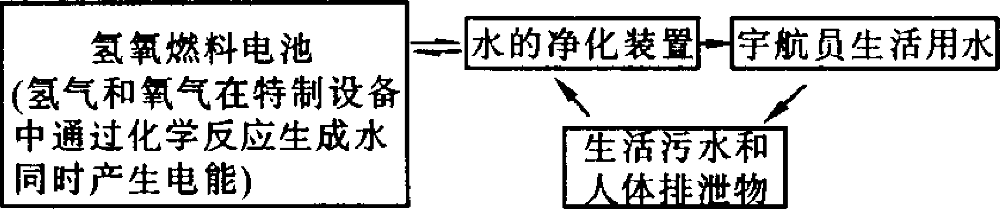 氢氧燃料电池
(氢气和氧气在特制设备
中通过化学反应生成水
同时产生电能)
水的净化装置
宇航员生活用水
生活污水和
人体排泄物